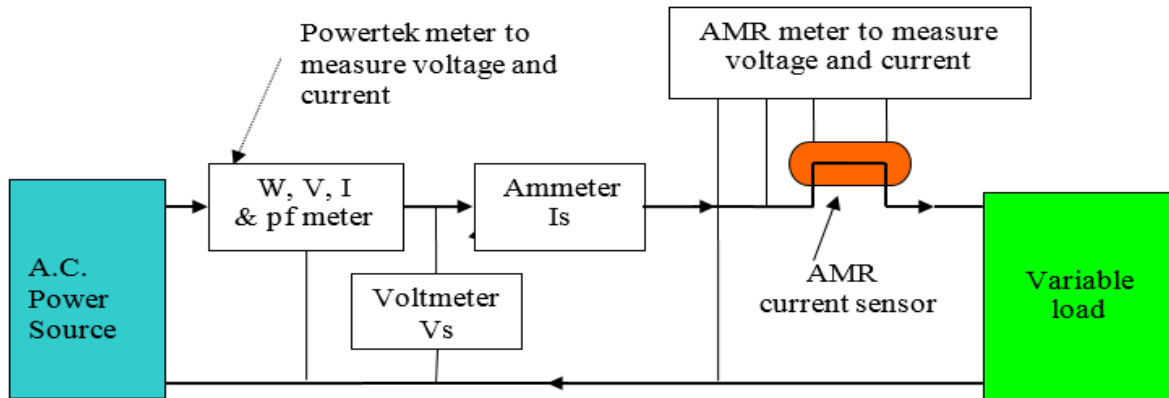 Powertek meter to
measure voltage and
current
AMR meter to measure
voltage and current
W, V, I
& pf meter
Ammeter
Is
A.C.
Power
Source
Voltmeter
Vs
AMR
current sensor
Variable
load